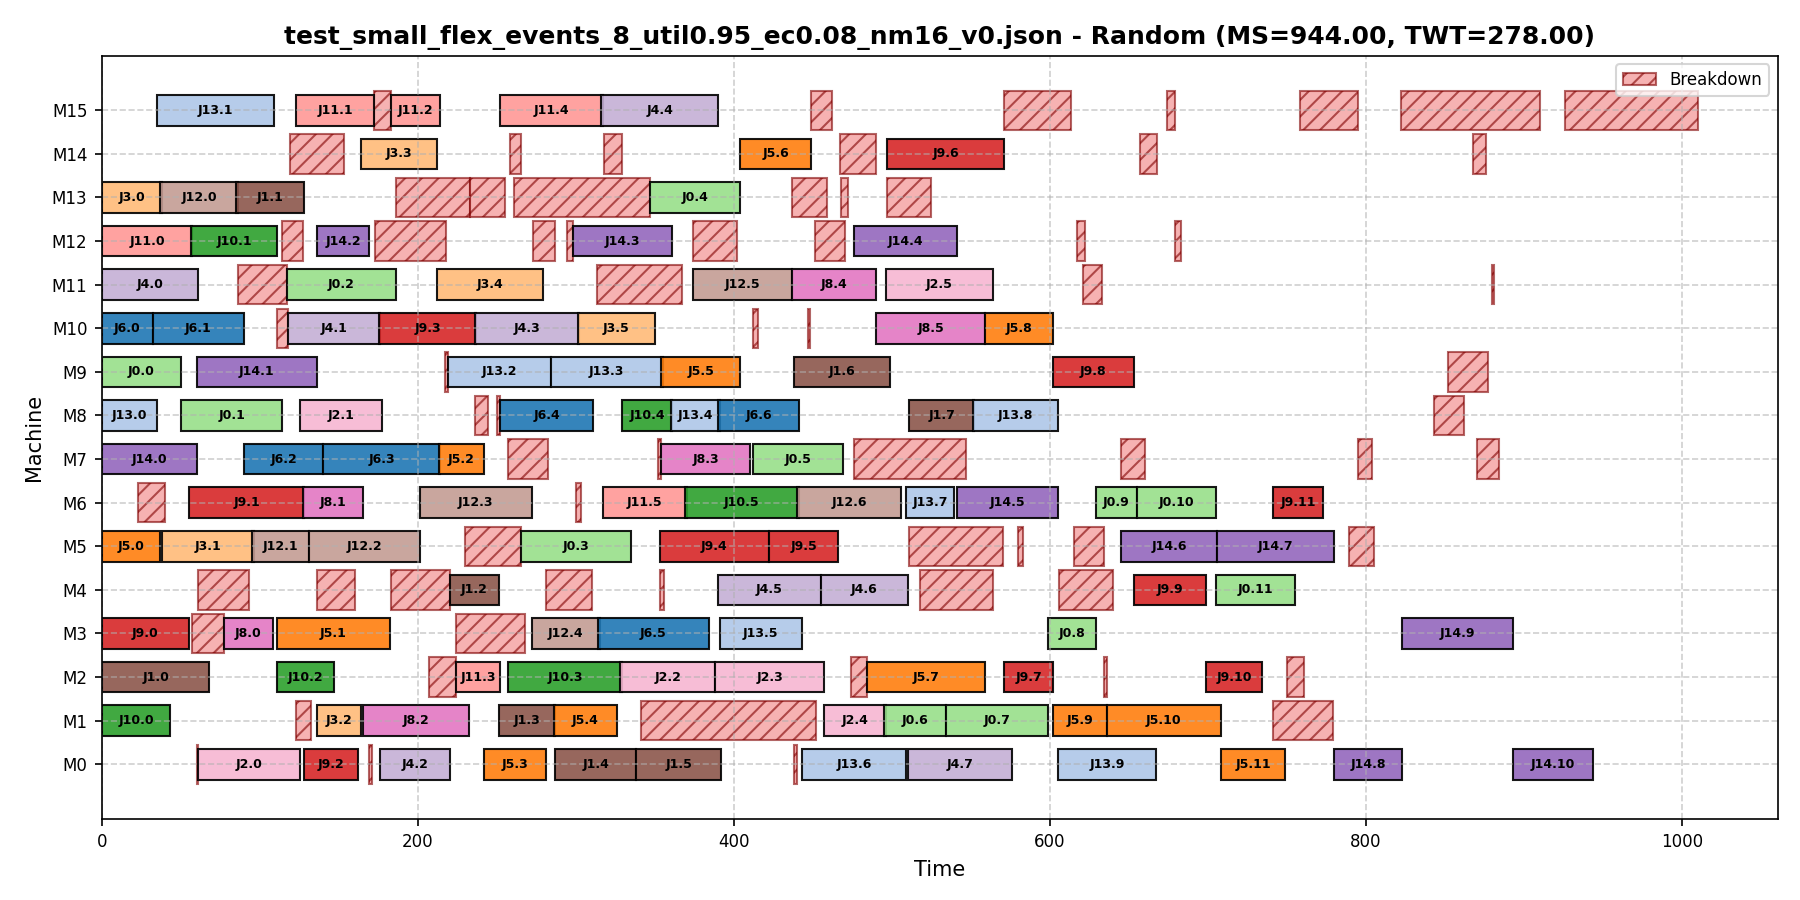 test_small_flex_events_8_util0.95_ec0.08_nm16_v0.json - Random (MS=944.00, TWT=278.00)
Breakdown
M15 J13.1 J11.1 J11.2 J11.4 J4.4
M14 J3.3 J5.6 J9.6
M13 J3.0 J12.0 J1.1 J0.4
M12 J11.0 J10.1 J14.2 J14.3 J14.4
M11 J4.0 J0.2 J3.4 J12.5 J8.4 J2.5
M10 J6.0 J6.1 J4.1 J9.3 J4.3 J3.5 J8.5 J5.8
M9 J0.0 J14.1 J13.2 J13.3 J5.5 J1.6 J9.8
M8 J13.0 J0.1 J2.1 J6.4 J10.4 J13.4 J6.6 J1.7 J13.8
M7 J14.0 J6.2 J6.3 J5.2 J8.3 J0.5
M6 J9.1 J8.1 J12.3 J11.5 J10.5 J12.6 J13.7 J14.5 J0.9 J0.10 J9.11
M5 J5.0 J3.1 J12.1 J12.2 J0.3 J9.4 J9.5 J14.6 J14.7
M4 J1.2 J4.5 J4.6 J9.9 J0.11
M3 J9.0 J8.0 J5.1 J12.4 J6.5 J13.5 J0.8 J14.9
M2 J1.0 J10.2 J11.3 J10.3 J2.2 J2.3 J5.7 J9.7 J9.10
M1 J10.0 J3.2 J8.2 J1.3 J5.4 J2.4 J0.6 J0.7 J5.9 J5.10
M0 J2.0 J9.2 J4.2 J5.3 J1.4 J1.5 J13.6 J4.7 J13.9 J5.11 J14.8 J14.10
Machine
0 200 400 600 800 1000
Time